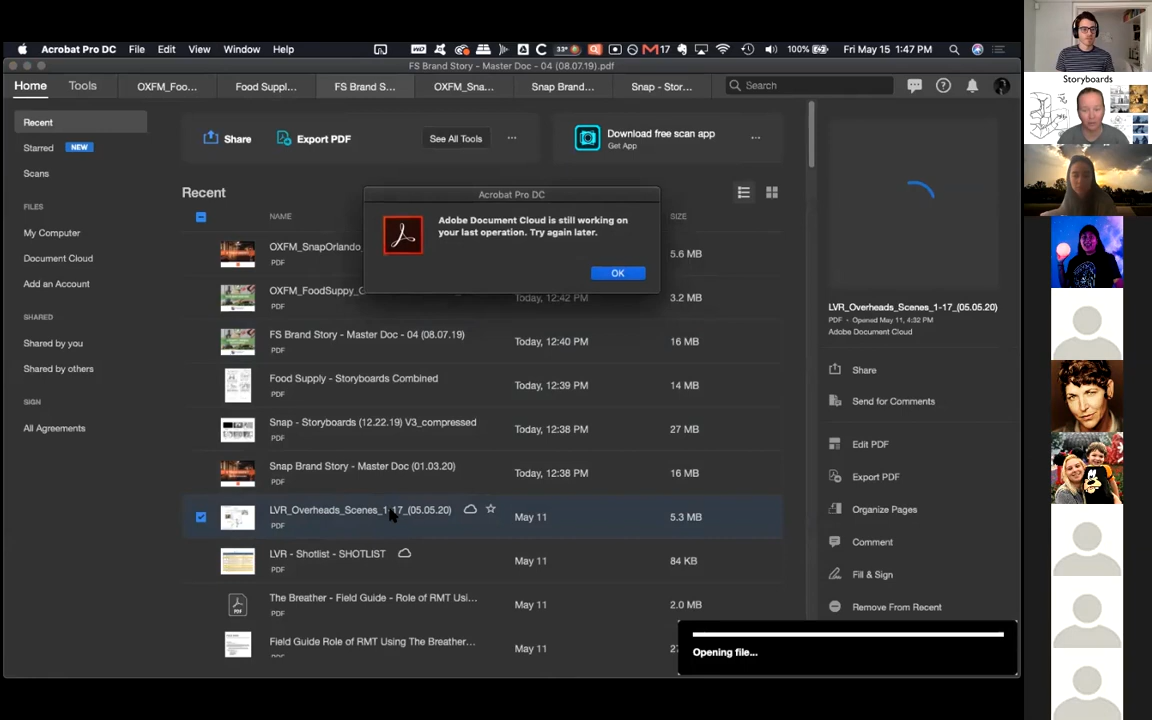 Acrobat Pro DC File Edit View Window Help
33° 17 100% Fri May 15 1:47 PM
FS Brand Story - Master Doc - 04 (08.07.19).pdf
Home Tools OXFM_Foo... Food Suppl... FS Brand S... OXFM_Sna... Snap Brand... Snap - Stor... Search
Storyboards
Recent
Starred NEW
Scans
FILES
My Computer
Document Cloud
Add an Account
SHARED
Shared by you
Shared by others
SIGN
All Agreements
Share Export PDF See All Tools ...
Download free scan app
Get App
...
Recent
NAME SIZE
OXFM_SnapOrlando 5.6 MB
PDF
OXFM_FoodSuppy_ 12:42 PM 3.2 MB
PDF
FS Brand Story - Master Doc - 04 (08.07.19) Today, 12:40 PM 16 MB
PDF
Food Supply - Storyboards Combined Today, 12:39 PM 14 MB
PDF
Snap - Storyboards (12.22.19) V3_compressed Today, 12:38 PM 27 MB
PDF
Snap Brand Story - Master Doc (01.03.20) Today, 12:38 PM 16 MB
PDF
LVR_Overheads_Scenes_1-17_(05.05.20) May 11 5.3 MB
PDF
LVR - Shotlist - SHOTLIST May 11 84 KB
PDF
The Breather - Field Guide - Role of RMT Usi... May 11 2.0 MB
PDF
Field Guide Role of RMT Using The Breather... May 11
Acrobat Pro DC
Adobe Document Cloud is still working on
your last operation. Try again later.
OK
LVR_Overheads_Scenes_1-17_(05.05.20)
PDF • Opened May 11, 4:32 PM
Adobe Document Cloud
Share
Send for Comments
Edit PDF
Export PDF
Organize Pages
Comment
Fill & Sign
Remove From Recent
Opening file...